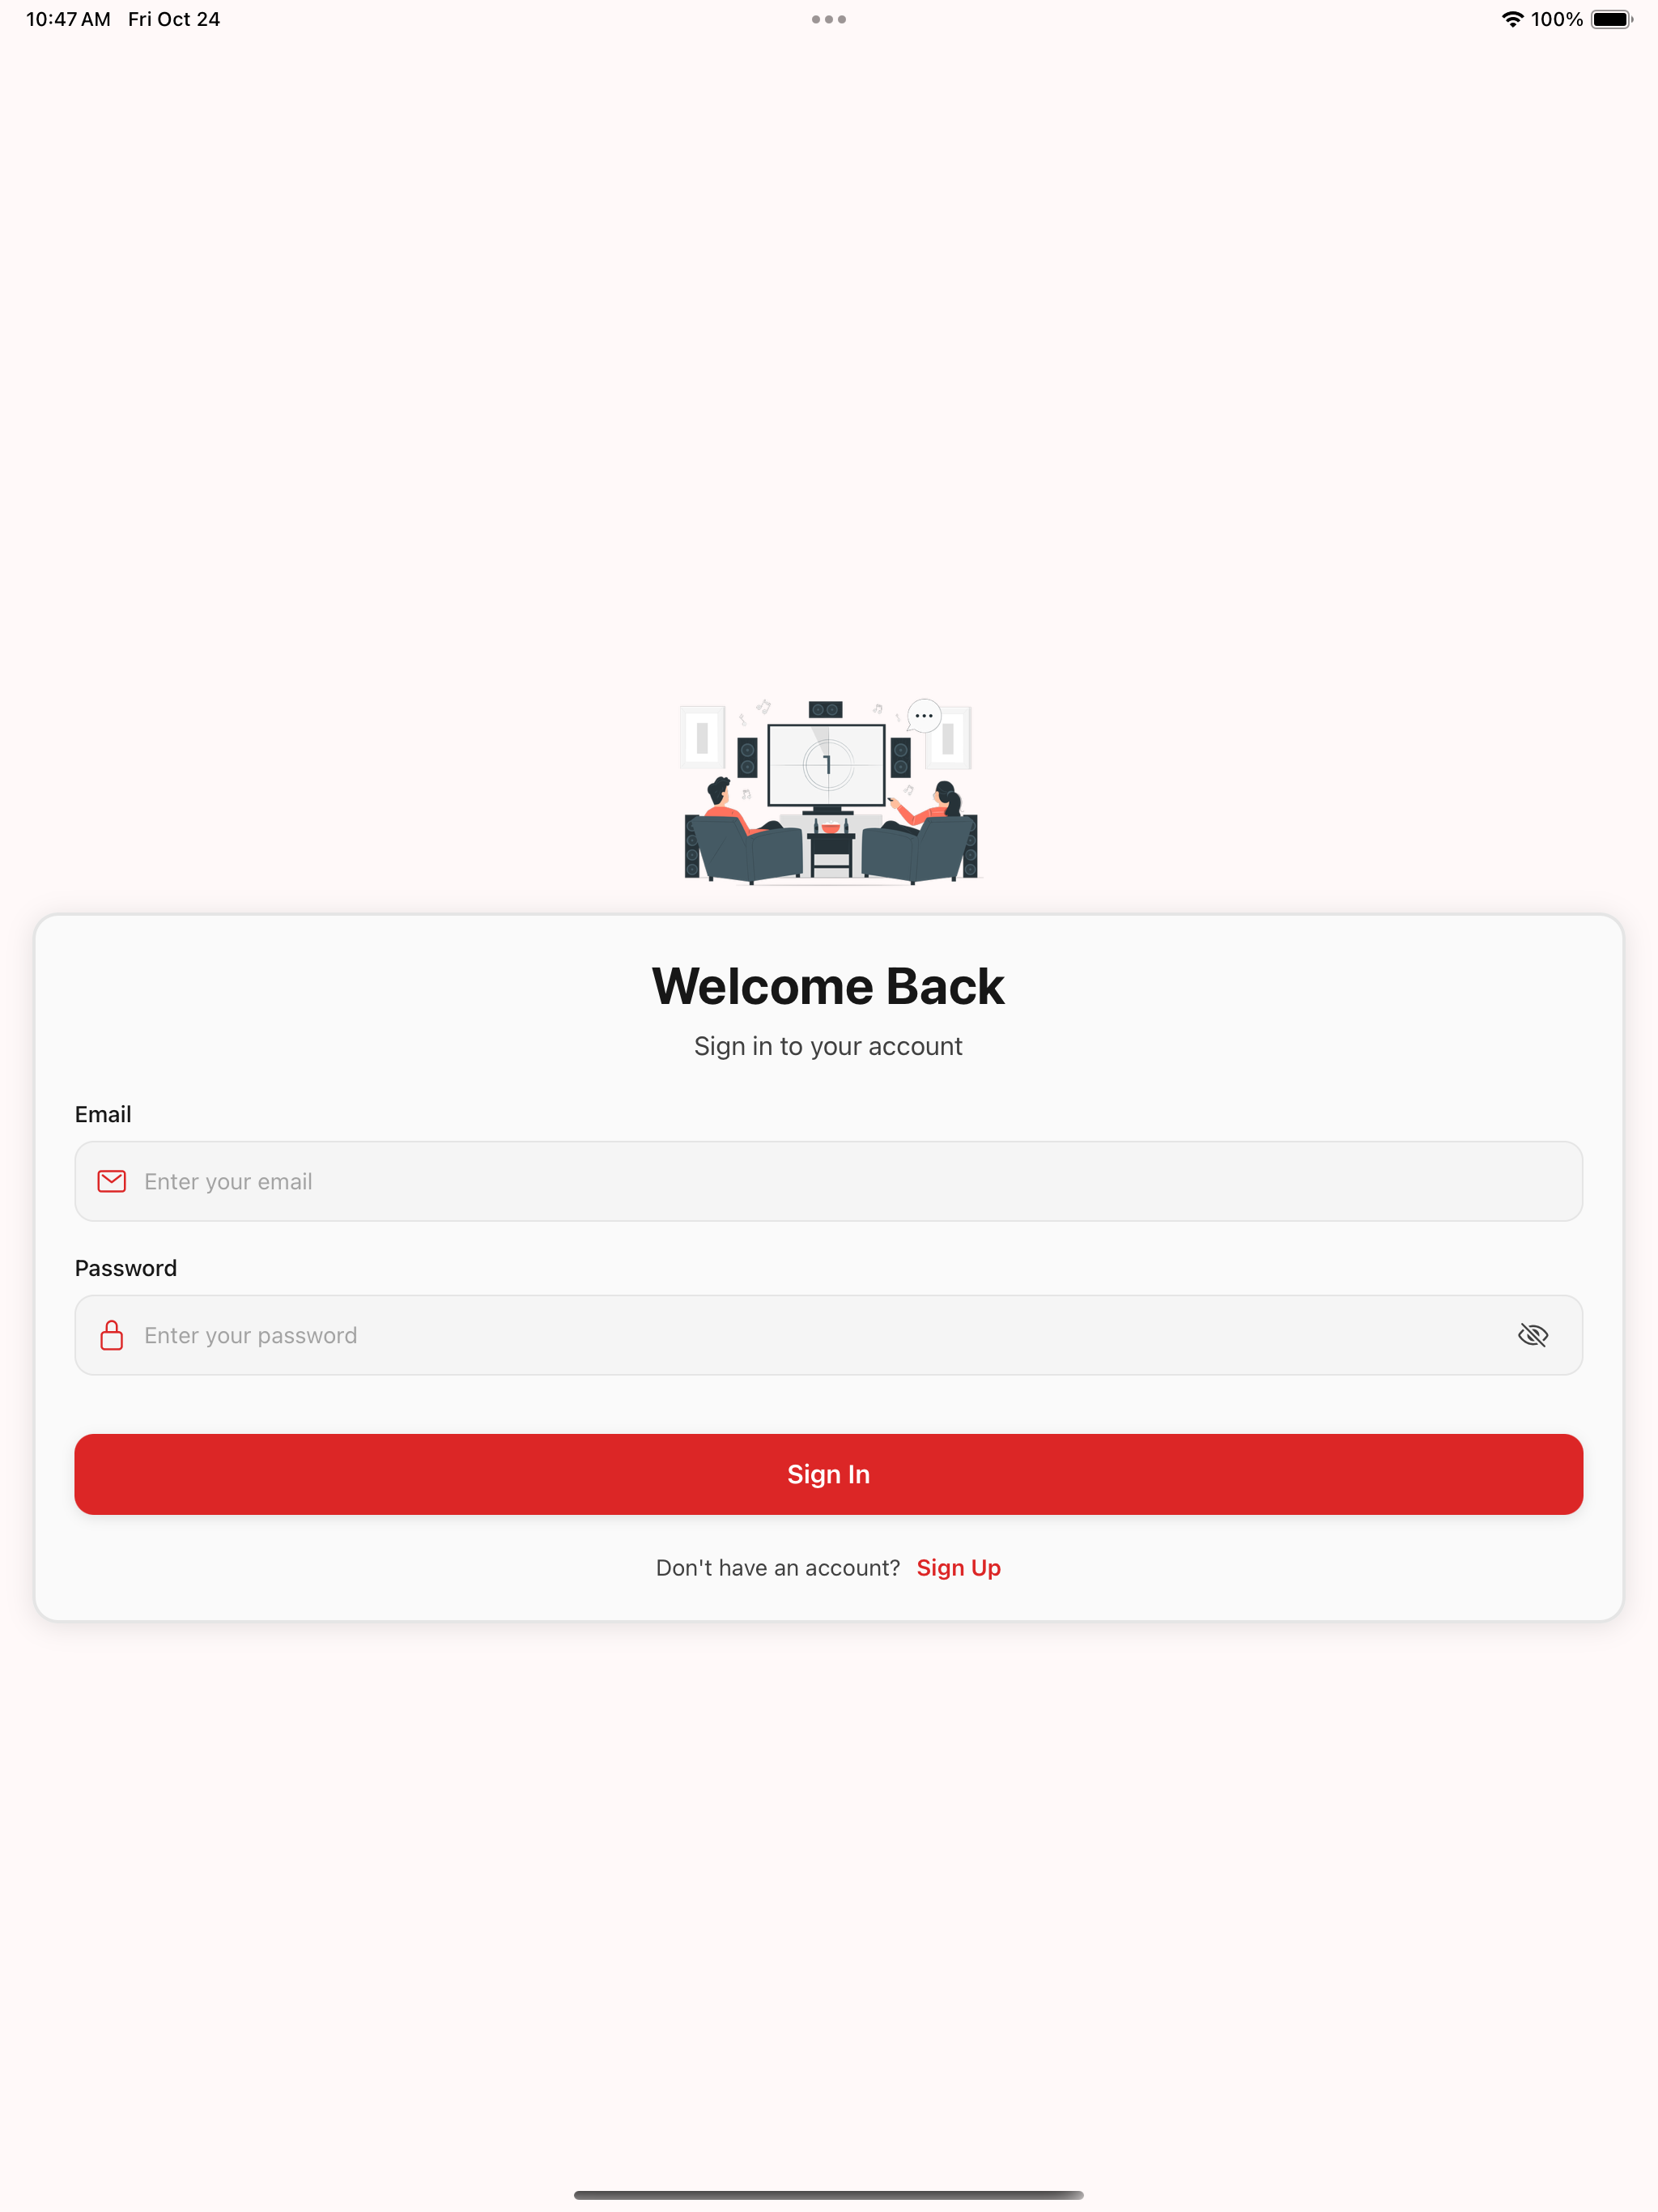 10:47 AM Fri Oct 24
100%
1
Welcome Back
Sign in to your account
Email
Enter your email
Password
Enter your password
Sign In
Don't have an account? Sign Up